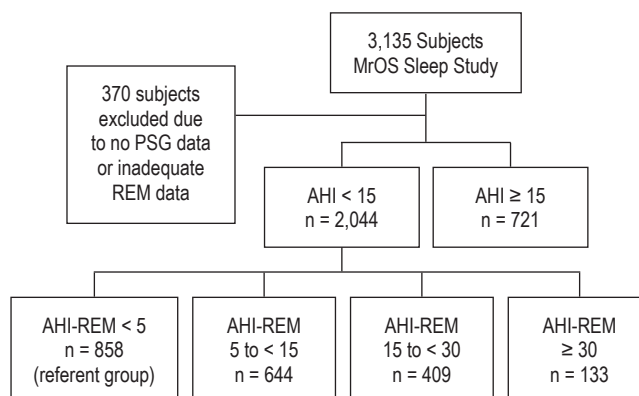 3,135 Subjects
MrOS Sleep Study
370 subjects
excluded due
to no PSG data
or inadequate
REM data
AHI < 15
n = 2,044
AHI ≥ 15
n = 721
AHI-REM < 5
n = 858
(referent group)
AHI-REM
5 to < 15
n = 644
AHI-REM
15 to < 30
n = 409
AHI-REM
≥ 30
n = 133